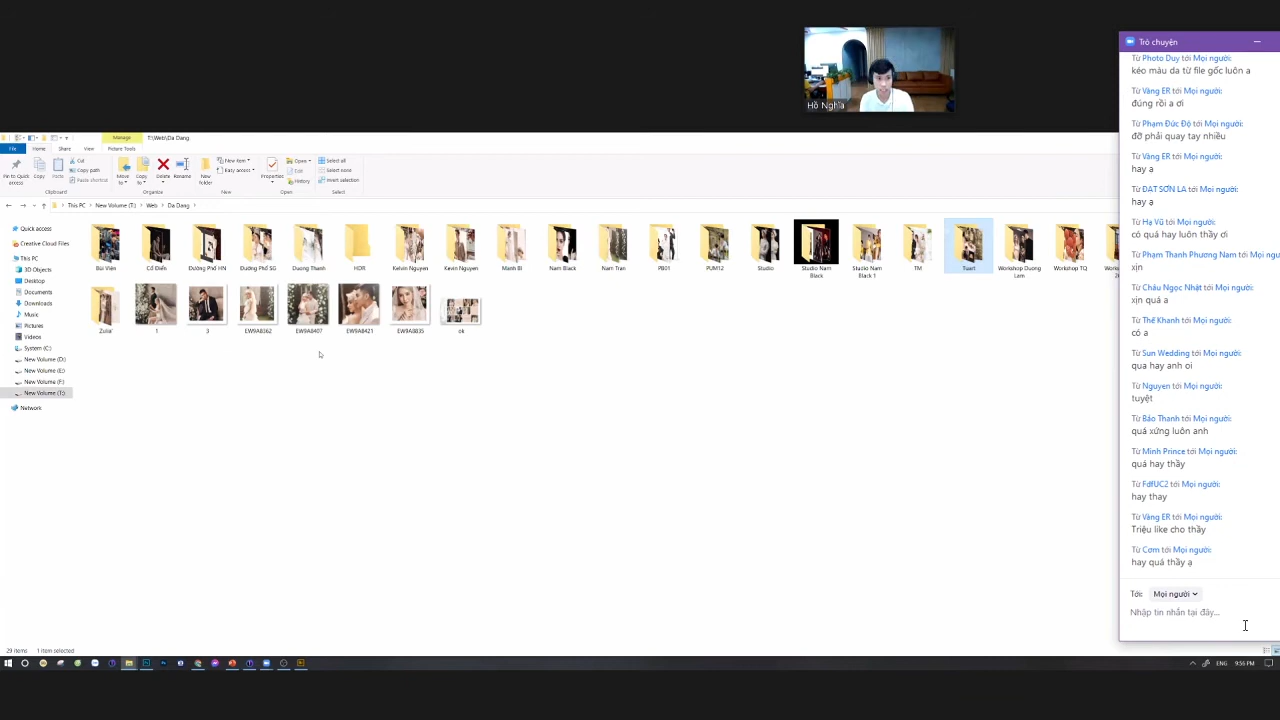 Trò chuyện
Từ Photo Duy tới Mọi người:
kéo màu da từ file gốc luôn a
Từ Vàng ER tới Mọi người:
đúng rồi a ơi
Từ Phạm Đức Độ tới Mọi người:
đỡ phải quay tay nhiều
Từ Vàng ER tới Mọi người:
hay a
Từ ĐẠT SƠN LA tới Mọi người:
hay ạ
Từ Hạ Vũ tới Mọi người:
có quá hay luôn thầy ơi
Từ Phạm Thanh Phương Nam tới Mọi ngư
xịn
Từ Châu Ngọc Nhật tới Mọi người:
xịn quá a
Từ Thế Khanh tới Mọi người:
có a
Từ Sun Wedding tới Mọi người:
qua hay anh oi
Từ Nguyen tới Mọi người:
tuyệt
Từ Bảo Thanh tới Mọi người:
quá xứng luôn anh
Từ Minh Prince tới Mọi người:
quá hay thầy
Từ FdfUC2 tới Mọi người:
hay thay
Từ Vàng ER tới Mọi người:
Triệu like cho thầy
Từ Cơm tới Mọi người:
hay quá thầy ạ
Tới: Mọi người
Nhập tin nhắn tại đây...
Hồ Nghĩa
Manage T:\Web\Da Dang
File Home Share View Picture Tools
Pin to Quick access
Copy
Paste
Cut
Copy path
Paste shortcut
Move to
Copy to
Delete
Rename
New folder
New item
Easy access
Properties
Open
Edit
History
Select all
Select none
Invert selection
Clipboard Organize New Open Select
This PC New Volume (T:) Web Da Dang
Quick access
Creative Cloud Files
This PC
3D Objects
Desktop
Documents
Downloads
Music
Pictures
Videos
System (C:)
New Volume (D:)
New Volume (E:)
New Volume (F:)
New Volume (T:)
Network
Bùi Viện
Cổ Điển
Đường Phố HN
Đường Phố SG
Duong Thanh
HDR
Kelvin Nguyen
Kevin Nguyen
Manh BI
Nam Black
Nam Tran
PB01
PUM12
Studio
Studio Nam Black
Studio Nam Black 1
TM
Tuart
Workshop Duong Lam
Workshop TQ
Zulia'
1
3
EW9A8362
EW9A8407
EW9A8421
EW9A8835
ok
29 items 1 item selected
ENG 9:56 PM